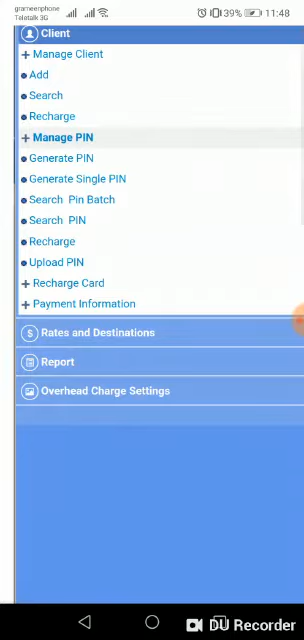 grameenphone
Teletalk 3G
39% 11:48
Client
+ Manage Client
Add
Search
Recharge
+ Manage PIN
Generate PIN
Generate Single PIN
Search Pin Batch
Search PIN
Recharge
Upload PIN
+ Recharge Card
+ Payment Information
$ Rates and Destinations
Report
Overhead Charge Settings
DU Recorder